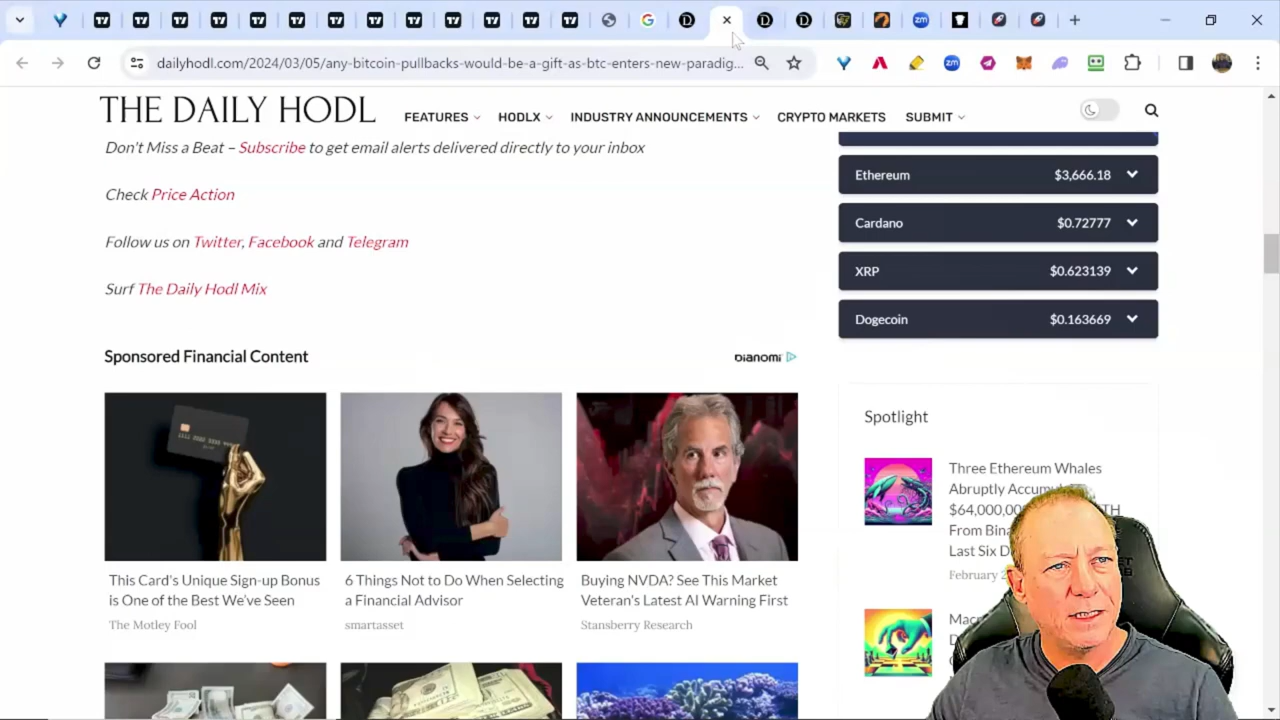 dailyhodl.com/2024/03/05/any-bitcoin-pullbacks-would-be-a-gift-as-btc-enters-new-paradig...
THE DAILY HODL
FEATURES
HODLX
INDUSTRY ANNOUNCEMENTS
CRYPTO MARKETS
SUBMIT
Don't Miss a Beat – Subscribe to get email alerts delivered directly to your inbox
Check Price Action
Follow us on Twitter, Facebook and Telegram
Surf The Daily Hodl Mix
Ethereum $3,666.18
Cardano $0.72777
XRP $0.623139
Dogecoin $0.163669
Sponsored Financial Content
DIANOMI
This Card's Unique Sign-up Bonus
is One of the Best We've Seen
The Motley Fool
6 Things Not to Do When Selecting
a Financial Advisor
smartasset
Buying NVDA? See This Market
Veteran's Latest AI Warning First
Stansberry Research
Spotlight
Three Ethereum Whales
Abruptly
$64,000,00
From
Last Six